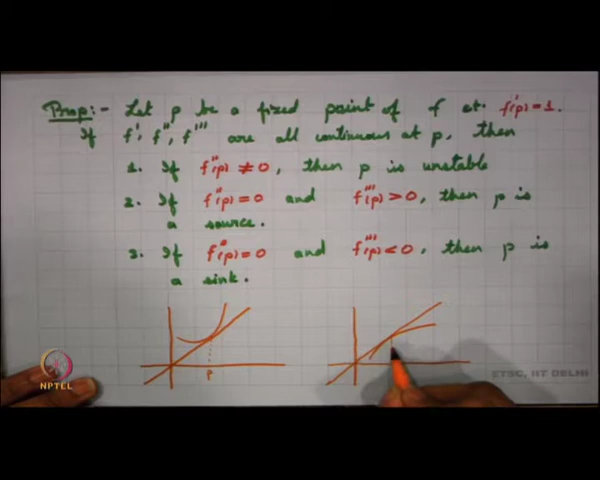 Prop:- Let p be a fixed point of f st. f'(p)=1.
If f', f'', f''' are all continuous at p, then
1. If f''(p) ≠ 0, then p is unstable
2. If f''(p) = 0 and f'''(p) > 0, then p is
a source.
3. If f''(p) = 0 and f'''(p) < 0, then p is
a sink.
p
NPTEL
ETSC, IIT DELHI